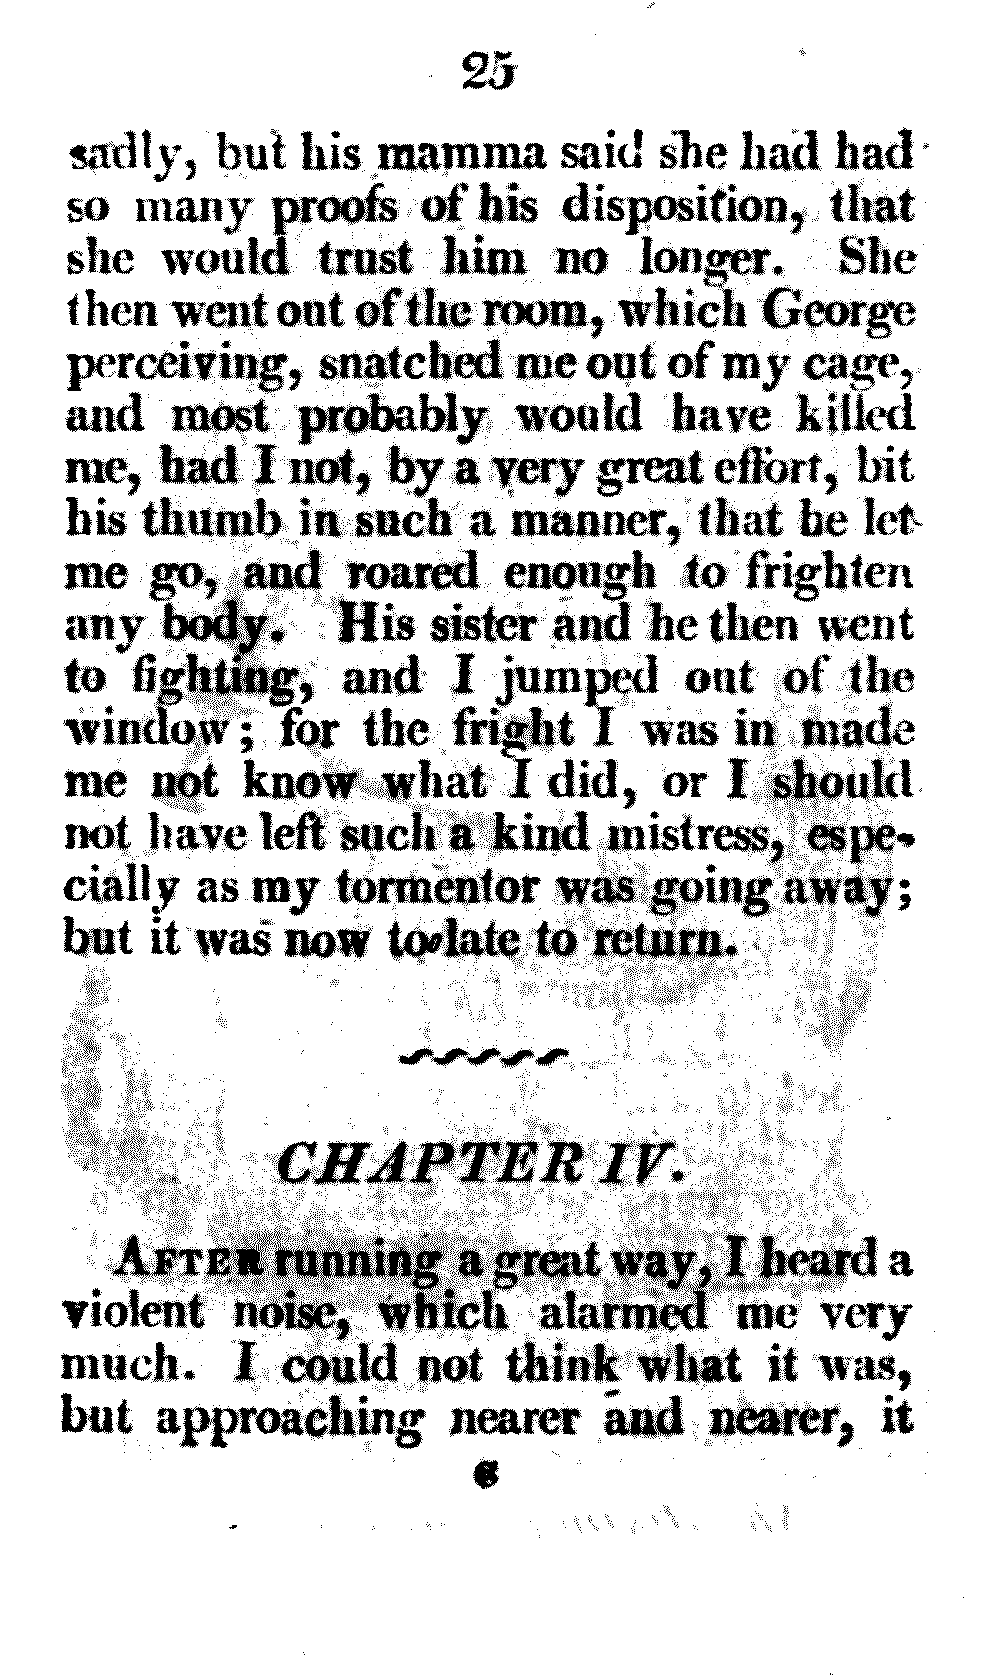 25
sadly, but his mamma said she had had
so many proofs of his disposition, that
she would trust him no longer. She
then went out of the room, which George
perceiving, snatched me out of my cage,
and most probably would have killed
me, had I not, by a very great effort, bit
his thumb in such a manner, that he let
me go, and roared enough to frighten
any body. His sister and he then went
to fighting, and I jumped out of the
window; for the fright I was in made
me not know what I did, or I should
not have left such a kind mistress, espe-
cially as my tormentor was going away;
but it was now too late to return.
CHAPTER IV.
AFTER running a great way, I heard a
violent noise, which alarmed me very
much. I could not think what it was,
but approaching nearer and nearer, it